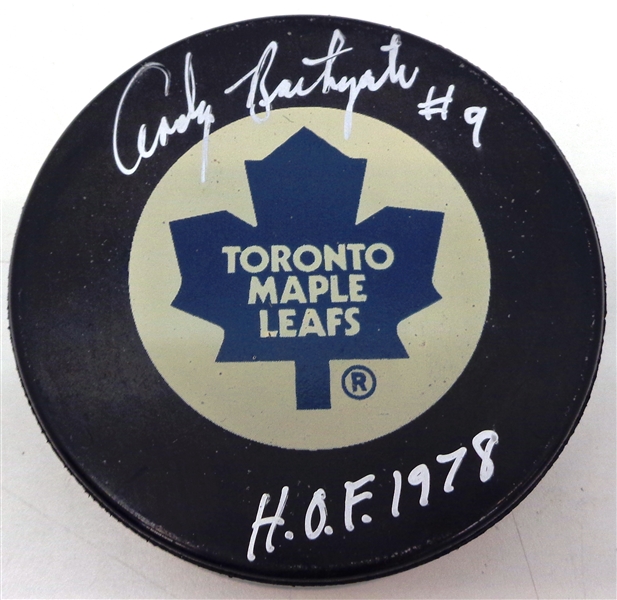 Andy Bathgate #9
TORONTO
MAPLE
LEAFS
®
H.O.F. 1978